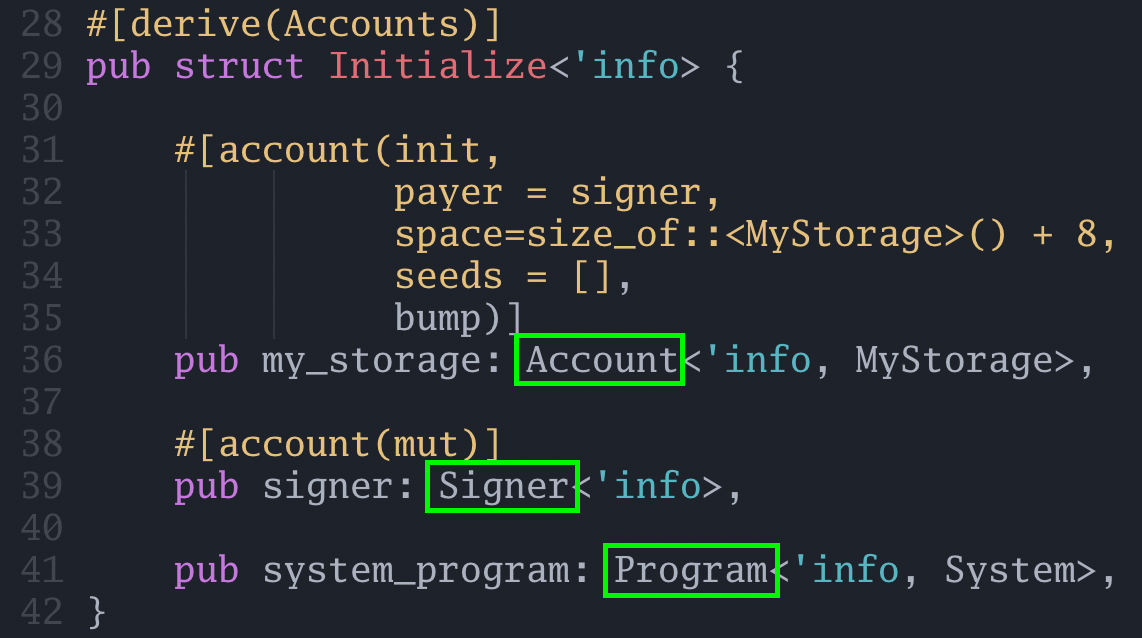 28 #[derive(Accounts)]
29 pub struct Initialize<'info> {
30
31     #[account(init,
32               payer = signer,
33               space=size_of::<MyStorage>() + 8,
34               seeds = [],
35               bump)]
36     pub my_storage: Account<'info, MyStorage>,
37
38     #[account(mut)]
39     pub signer: Signer<'info>,
40
41     pub system_program: Program<'info, System>,
42 }